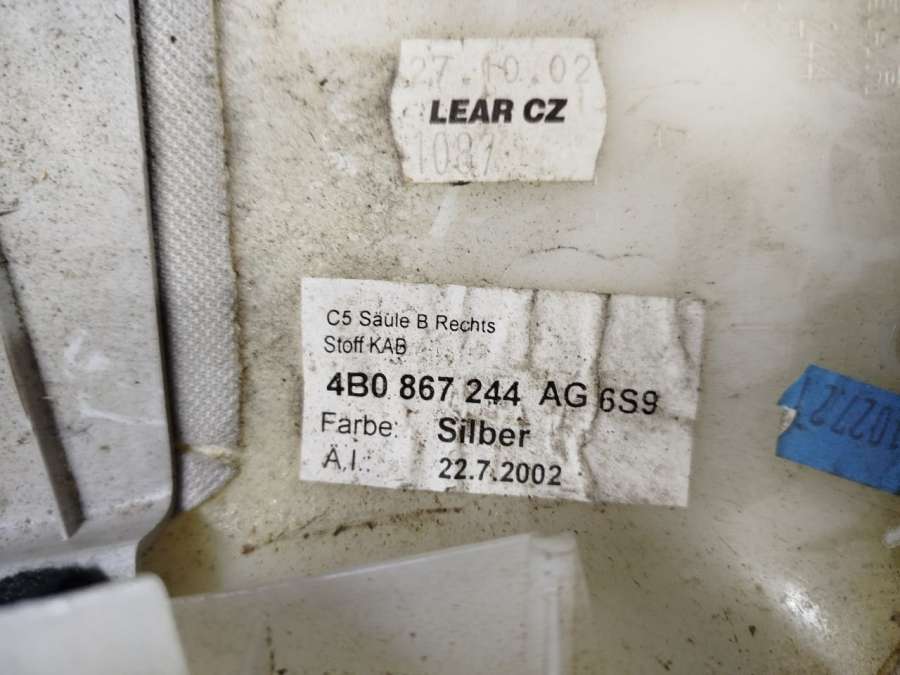 27.10.02
LEAR CZ
C5 Säule B Rechts
Stoff KAB
4B0 867 244 AG 6S9
Farbe: Silber
Ä.I.: 22.7.2002